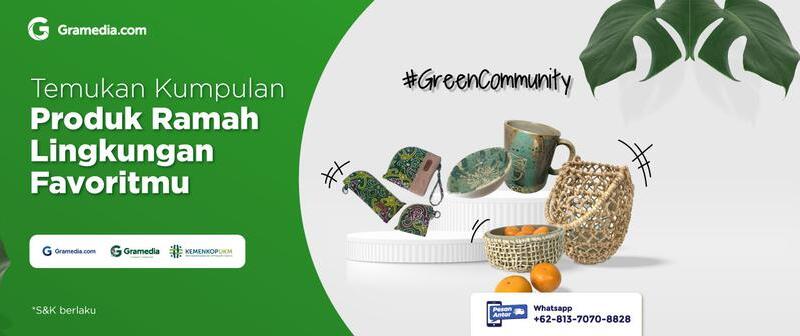 Gramedia.com
Temukan Kumpulan
Produk Ramah
Lingkungan
Favoritmu
Gramedia.com Gramedia KEMENKOPUKM
*S&K berlaku
#GreenCommunity
Pesan
Antar
Whatsapp
+62-813-7070-8828